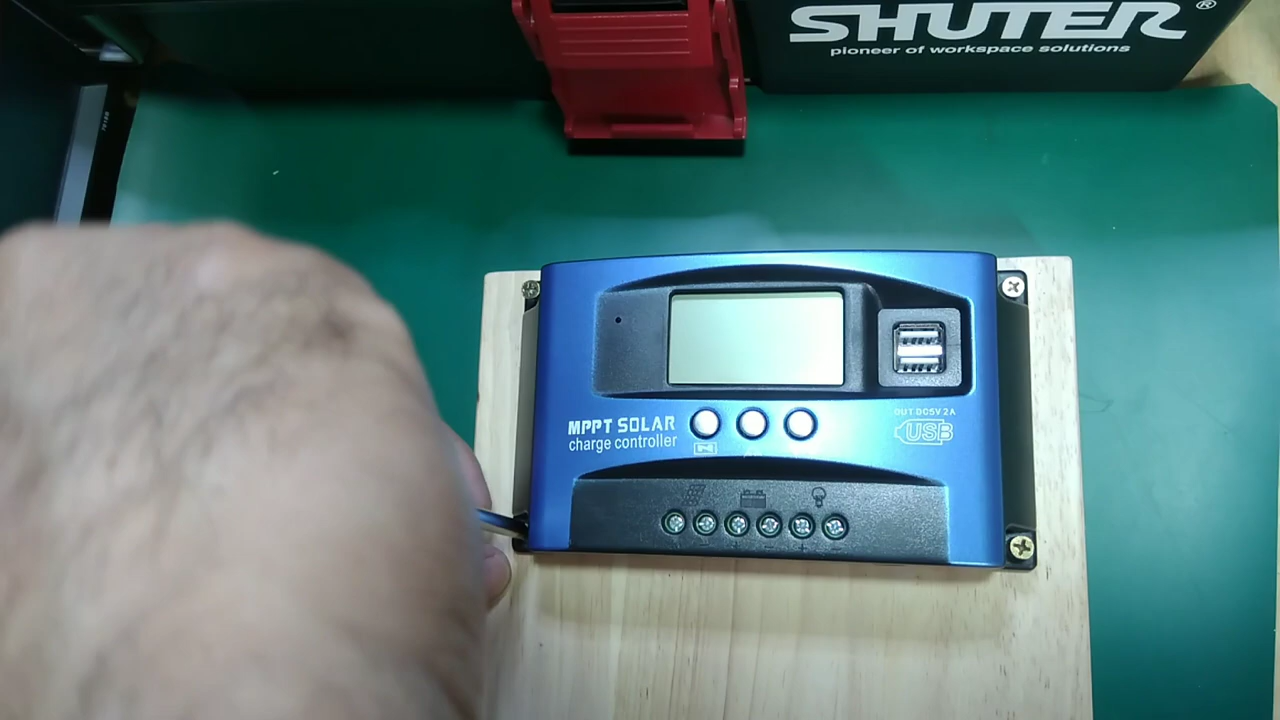 SHUTER®
pioneer of workspace solutions
MPPT SOLAR
charge controller
OUT DC5V 2A
USB